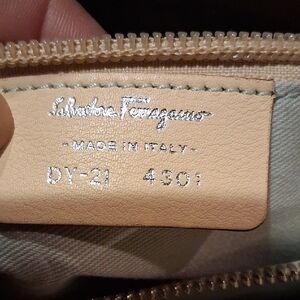 Salvatore Ferragamo
-MADE IN ITALY-
DY-21 4301